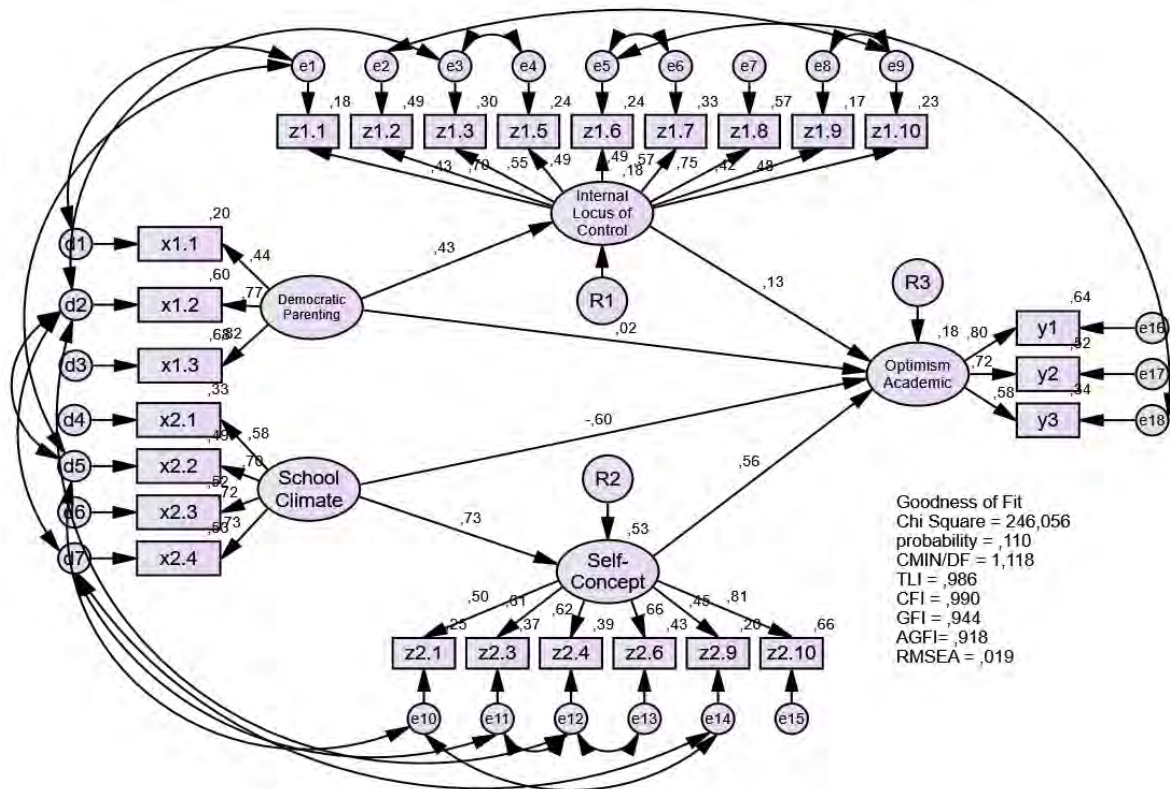 e1 e2 e3 e4 e5 e6 e7 e8 e9
,18 ,49 ,30 ,24 ,24 ,33 ,57 ,17 ,23
z1.1 z1.2 z1.3 z1.5 z1.6 z1.7 z1.8 z1.9 z1.10
,43 ,70 ,55 ,49 ,49 ,57 ,75 ,42 ,48
,18
Internal
Locus of
Control
R1
,20
d1 x1.1 ,44
,60
d2 x1.2 ,77
Democratic
Parenting
,68 ,82
d3 x1.3
,43
,13
,02
R3
,18
Optimism
Academic
,64
,80 y1 e16
,52
,72 y2 e17
,34
,58 y3 e18
,33
d4 x2.1 ,58
,49
d5 x2.2 ,70
,52
d6 x2.3 ,72
,53 ,73
d7 x2.4
School
Climate
-,60
,73
,56
R2
,53
Self-
Concept
,50 ,61 ,62 ,66 ,45 ,81
,25 ,37 ,39 ,43 ,20 ,66
z2.1 z2.3 z2.4 z2.6 z2.9 z2.10
e10 e11 e12 e13 e14 e15
Goodness of Fit
Chi Square = 246,056
probability = ,110
CMIN/DF = 1,118
TLI = ,986
CFI = ,990
GFI = ,944
AGFI= ,918
RMSEA = ,019